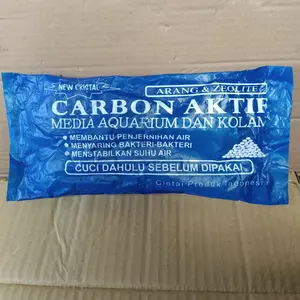 NEW CRISTAL
ARANG & ZEOLITE
CARBON AKTIF
MEDIA AQUARIUM DAN KOLAM
• MEMBANTU PENJERNIHAN AIR
• MENYARING BAKTERI-BAKTERI
• MENSTABILKAN SUHU AIR
CUCI DAHULU SEBELUM DIPAKAI
Cintai Produk Indonesia